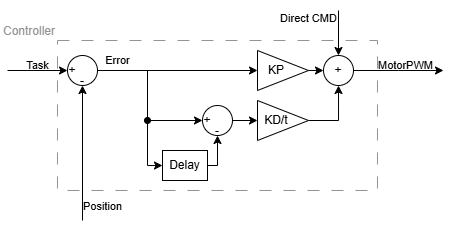 Direct CMD
Controller
Task
Error
MotorPWM
+
-
KP
+
+
-
KD/t
Delay
Position